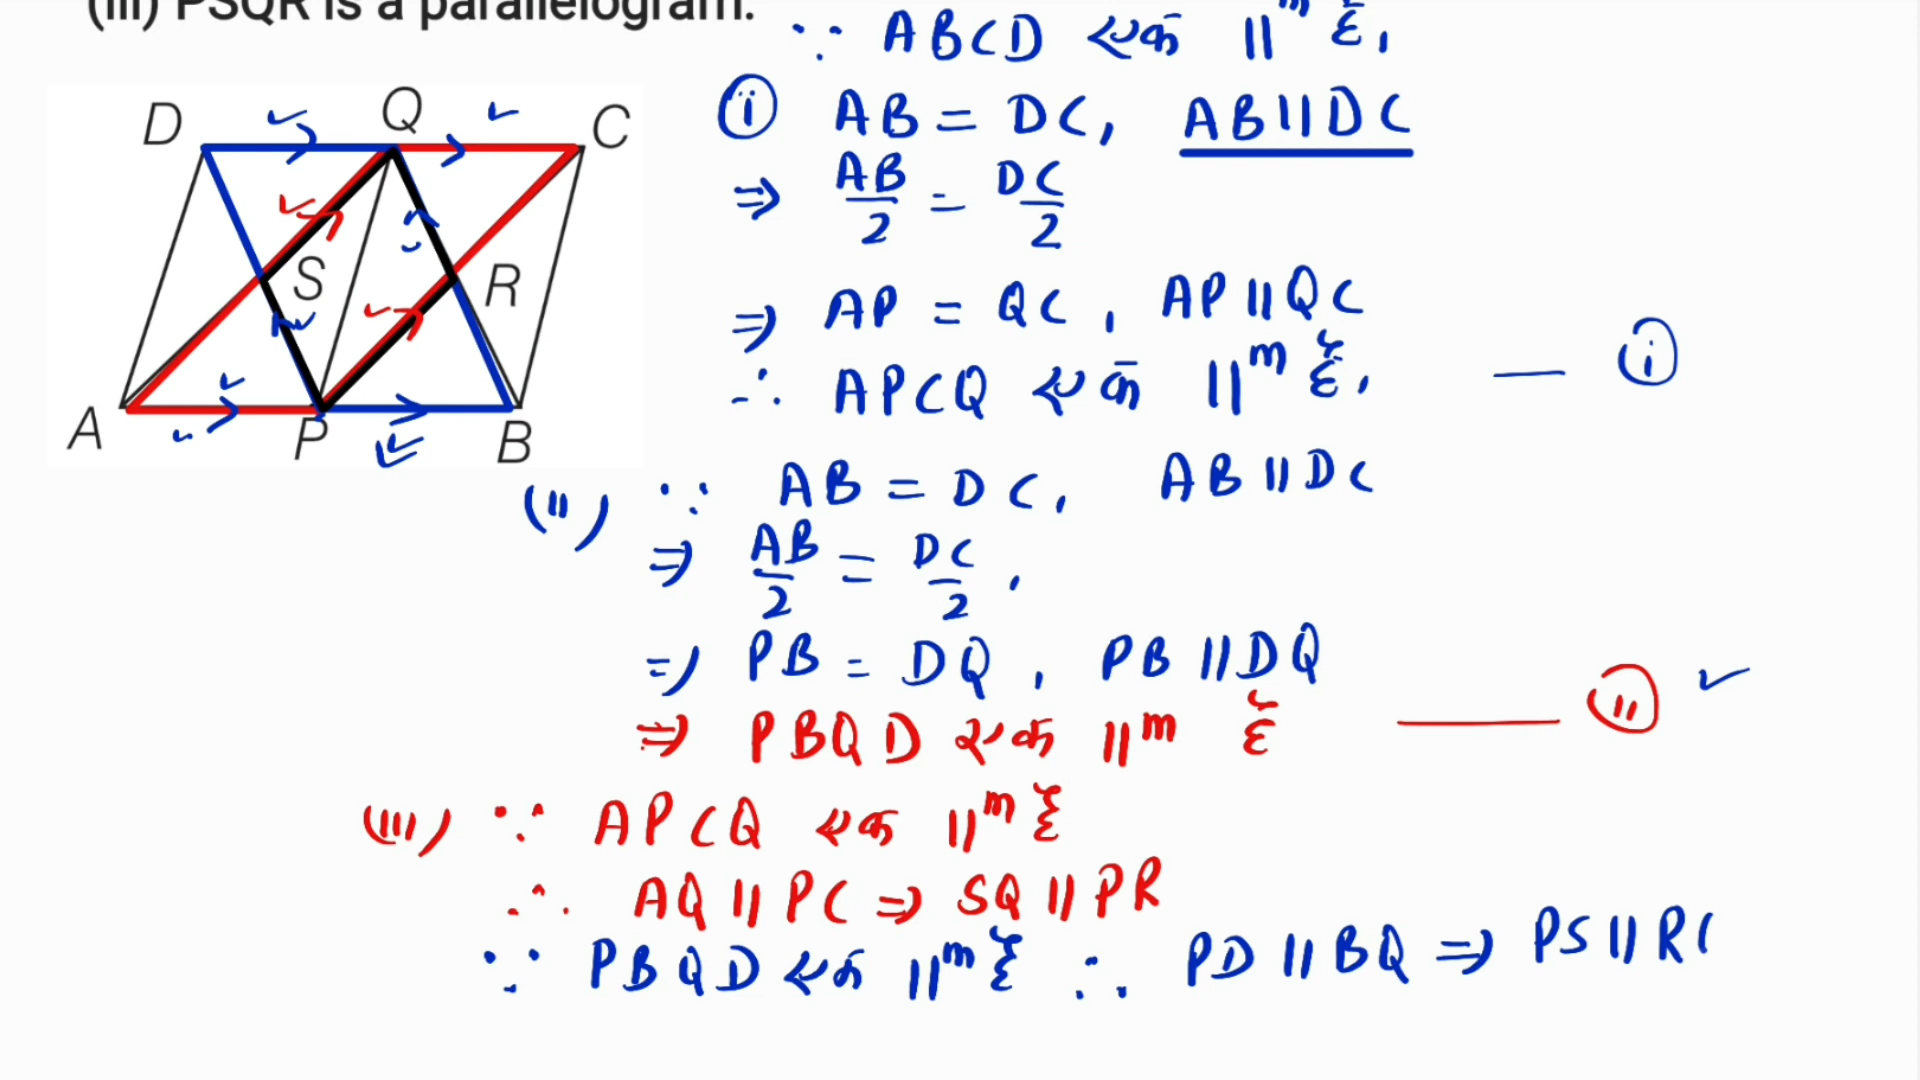 (iii) PSQR is a parallelogram.
∵ ABCD एक ||ᵐ है,
D Q C
S R
A P B
(i) AB = DC, AB || DC
⇒ AB/2 = DC/2
⇒ AP = QC, AP || QC
∴ APCQ एक ||ᵐ है, — (i)
(ii) ∵ AB = DC, AB || DC
⇒ AB/2 = DC/2,
⇒ PB = DQ, PB || DQ
⇒ PBQD एक ||ᵐ है — (ii) ✓
(iii) ∵ APCQ एक ||ᵐ है
∴ AQ || PC ⇒ SQ || PR
∵ PBQD एक ||ᵐ है ∴ PD || BQ ⇒ PS || R(